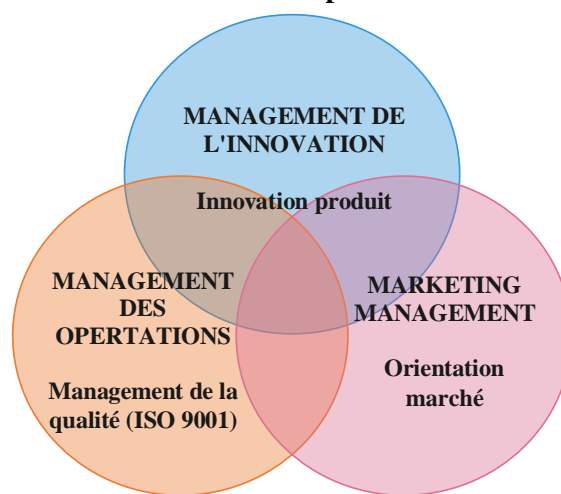 MANAGEMENT DE
L'INNOVATION
Innovation produit
MANAGEMENT
DES
OPERTATIONS
Management de la
qualité (ISO 9001)
MARKETING
MANAGEMENT
Orientation
marché